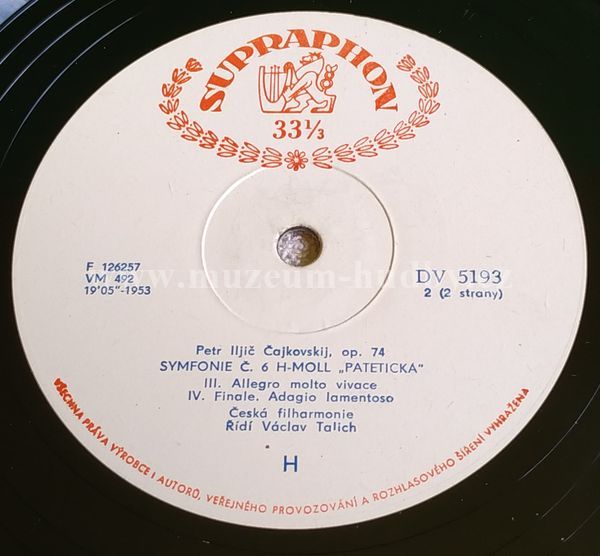 SUPRAPHON
33⅓
F 126257
VM 492
19'05"-1953
DV 5193
2 (2 strany)
Petr Iljič Čajkovskij, op. 74
SYMFONIE Č. 6 H-MOLL „PATETICKÁ“
III. Allegro molto vivace
IV. Finale. Adagio lamentoso
Česká filharmonie
Řídí Václav Talich
H
VŠECHNA PRÁVA VÝROBCE I AUTORŮ, VEŘEJNÉHO PROVOZOVÁNÍ A ROZHLASOVÉHO ŠÍŘENÍ VYHRAŽENA